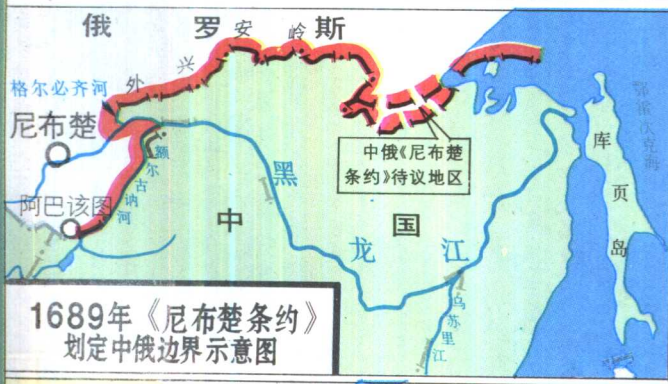 俄罗斯
外兴安岭
格尔必齐河
尼布楚
额尔古讷河
阿巴该图
中俄《尼布楚
条约》待议地区
黑龙江
中国
库页岛
鄂霍次克海
乌苏里江
1689年《尼布楚条约》
划定中俄边界示意图